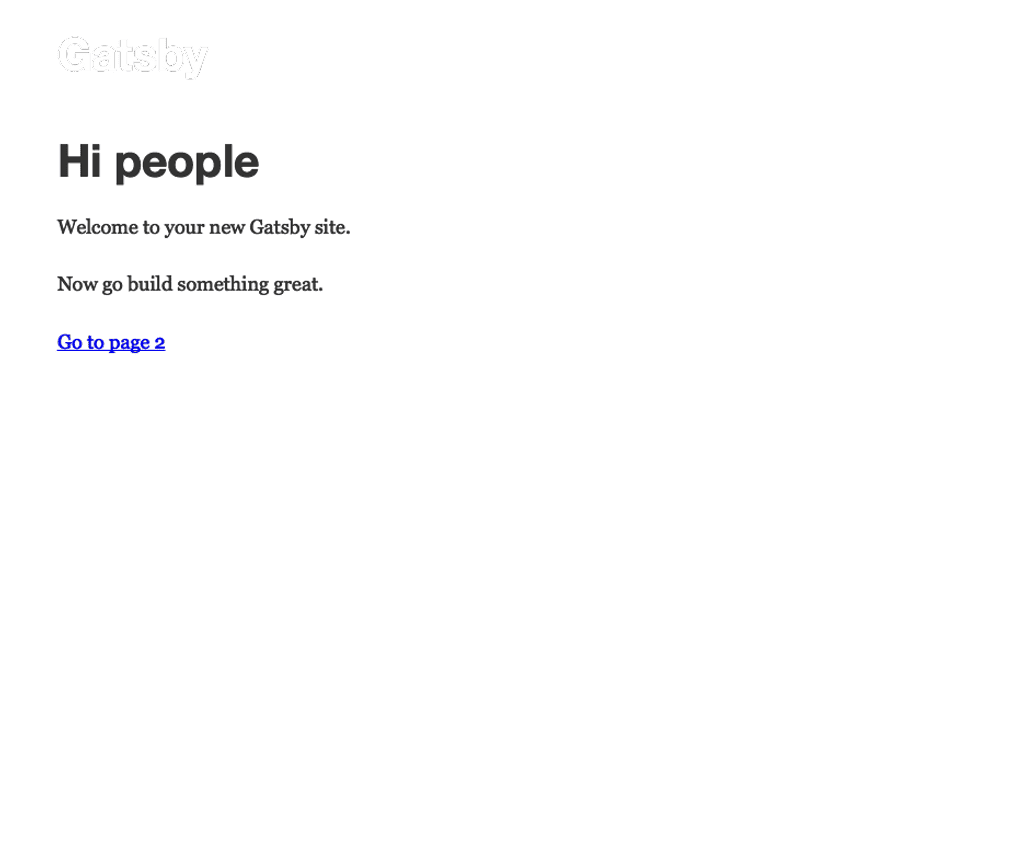 Gatsby
Hi people
Welcome to your new Gatsby site.
Now go build something great.
Go to page 2